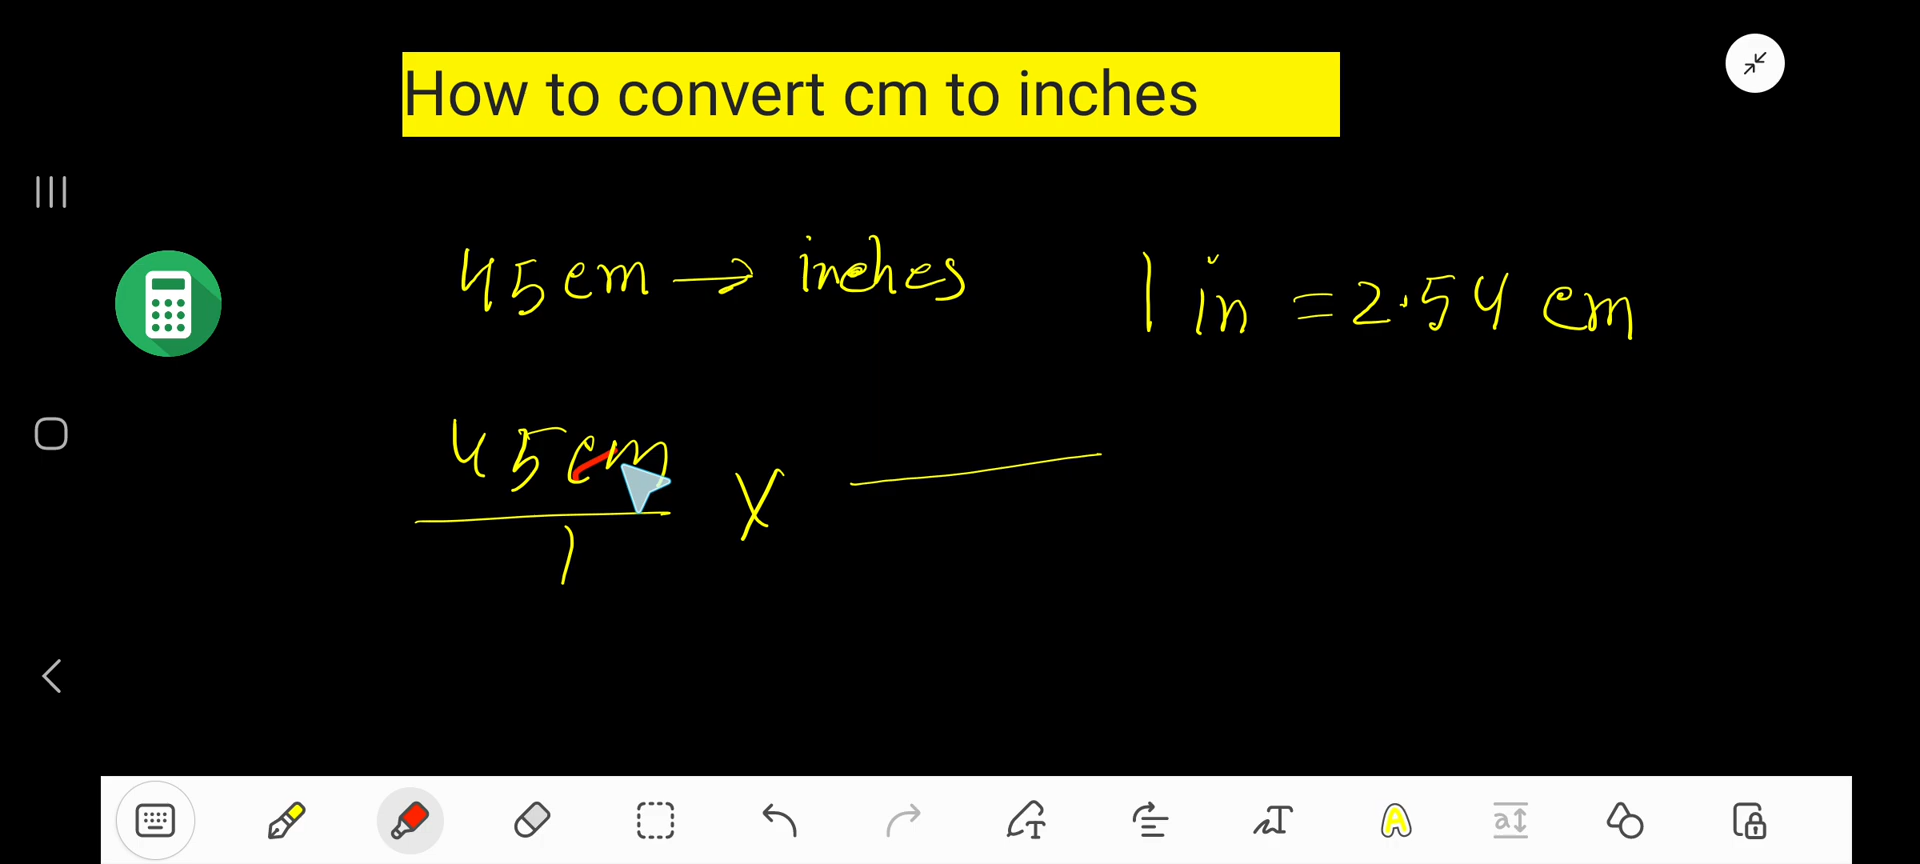 How to convert cm to inches
45 cm → inches
1 in = 2.54 cm
45 cm
X
1